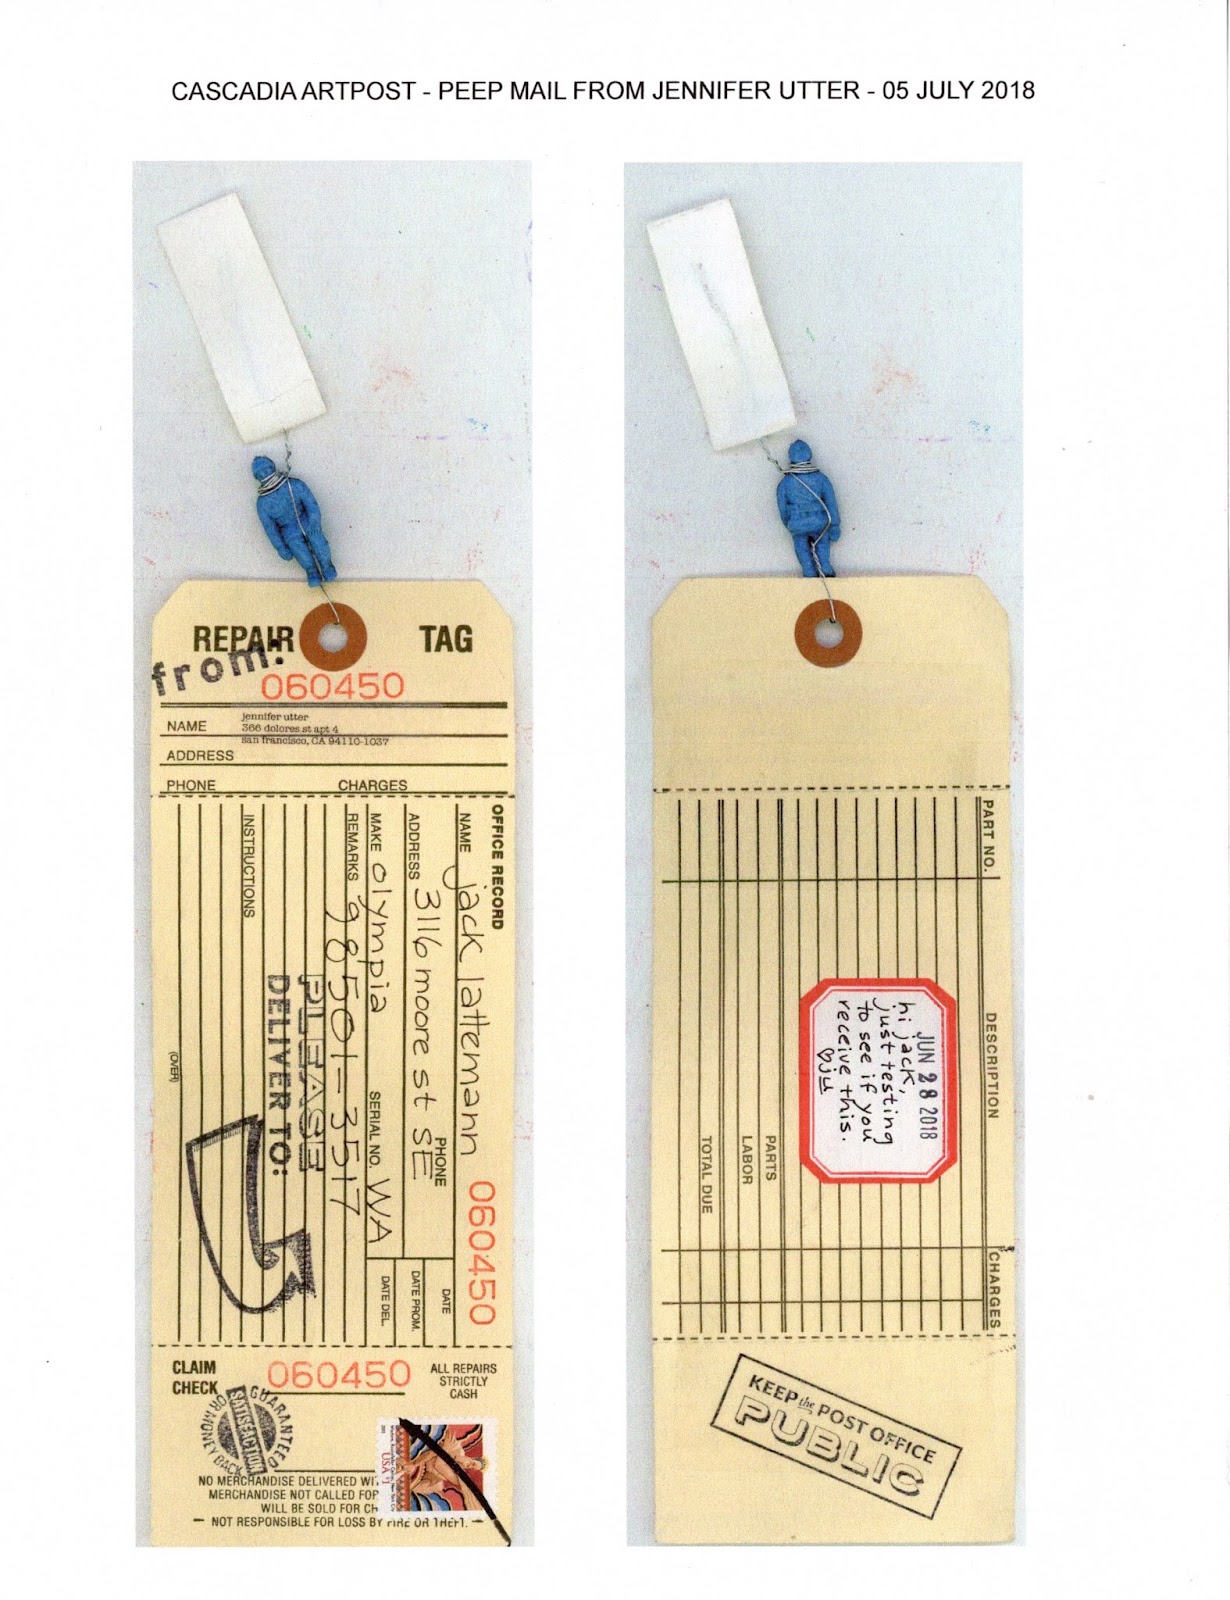 CASCADIA ARTPOST - PEEP MAIL FROM JENNIFER UTTER - 05 JULY 2018
REPAIR TAG
from:
060450
NAME
jennifer utter
366 dolores st apt 4
san francisco, CA 94110-1037
ADDRESS
PHONE CHARGES
OFFICE RECORD
060450
NAME jack lattemann
ADDRESS 3116 moore st SE
PHONE
MAKE olympia
SERIAL NO. WA
REMARKS 98501-3517
DATE
DATE PROM.
DATE DEL.
PLEASE
DELIVER TO:
INSTRUCTIONS
(OVER)
CLAIM
CHECK
060450
ALL REPAIRS
STRICTLY
CASH
SATISFACTION
GUARANTEED
OR MONEY BACK
USA $1
NO MERCHANDISE DELIVERED WI
MERCHANDISE NOT CALLED FOR
WILL BE SOLD FOR CH
— NOT RESPONSIBLE FOR LOSS BY FIRE OR THEFT. —
PART NO.
DESCRIPTION
CHARGES
JUN 28 2018
hi jack,
just testing
to see if you
receive this.
♡ju
PARTS
LABOR
TOTAL DUE
KEEP the POST OFFICE
PUBLIC